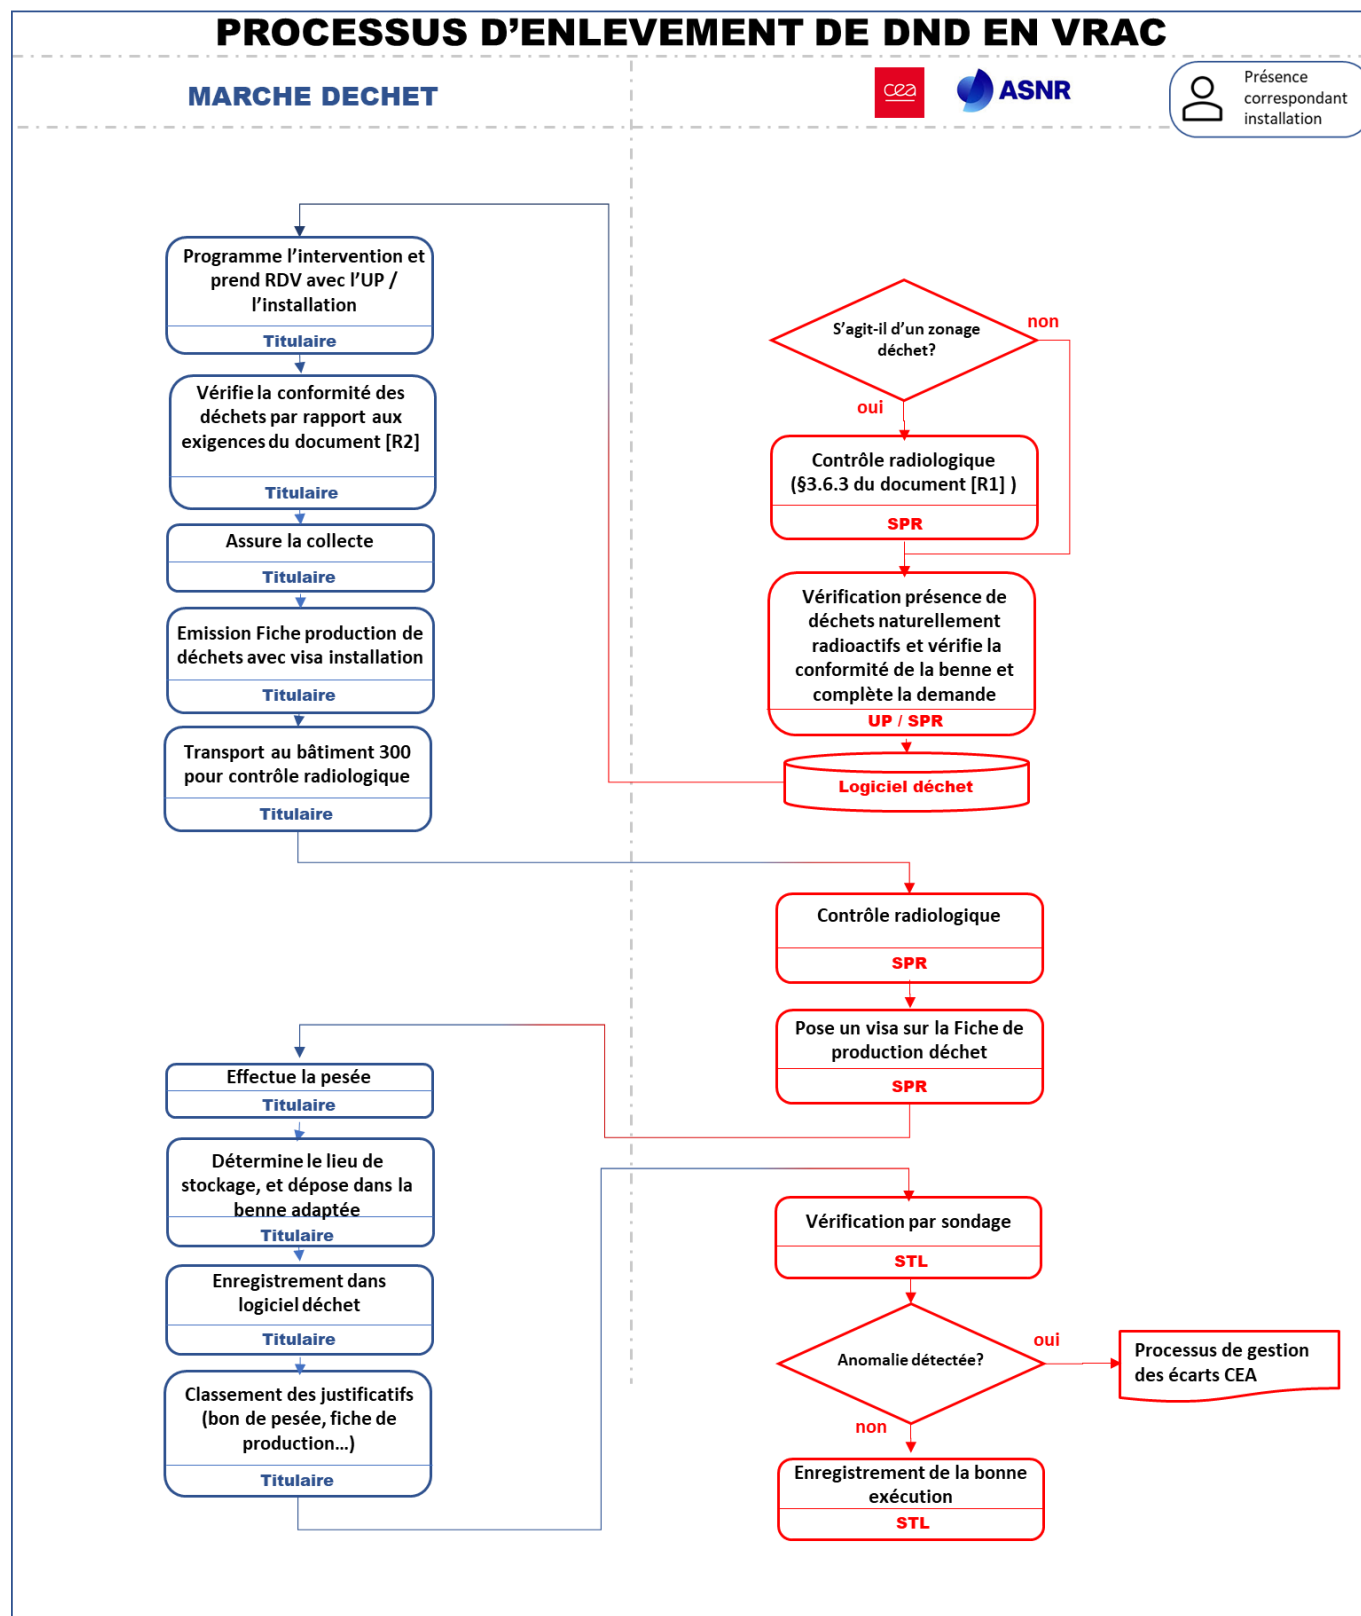 PROCESSUS D'ENLEVEMENT DE DND EN VRAC
MARCHE DECHET
cea
ASNR
Présence
correspondant
installation
S'agit-il d'un zonage
déchet?
non
oui
Contrôle radiologique
(§3.6.3 du document [R1] )
SPR
Vérification présence de
déchets naturellement
radioactifs et vérifie la
conformité de la benne et
complète la demande
UP / SPR
Logiciel déchet
Programme l'intervention et
prend RDV avec l'UP /
l'installation
Titulaire
Vérifie la conformité des
déchets par rapport aux
exigences du document [R2]
Titulaire
Assure la collecte
Titulaire
Emission Fiche production de
déchets avec visa installation
Titulaire
Transport au bâtiment 300
pour contrôle radiologique
Titulaire
Contrôle radiologique
SPR
Pose un visa sur la Fiche de
production déchet
SPR
Effectue la pesée
Titulaire
Détermine le lieu de
stockage, et dépose dans la
benne adaptée
Titulaire
Enregistrement dans
logiciel déchet
Titulaire
Classement des justificatifs
(bon de pesée, fiche de
production…)
Titulaire
Vérification par sondage
STL
Anomalie détectée?
oui
Processus de gestion
des écarts CEA
non
Enregistrement de la bonne
exécution
STL